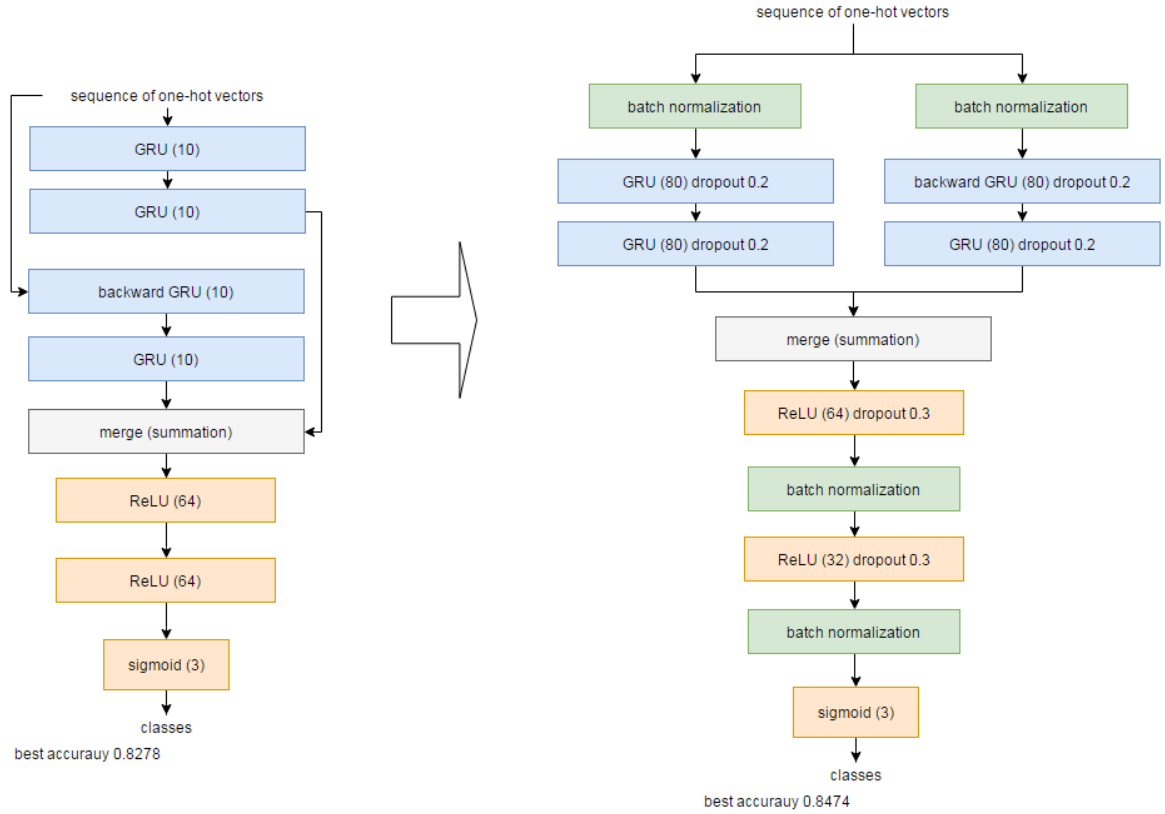 sequence of one-hot vectors
GRU (10)
GRU (10)
backward GRU (10)
GRU (10)
merge (summation)
ReLU (64)
ReLU (64)
sigmoid (3)
classes
best accurauy 0.8278
sequence of one-hot vectors
batch normalization
batch normalization
GRU (80) dropout 0.2
backward GRU (80) dropout 0.2
GRU (80) dropout 0.2
GRU (80) dropout 0.2
merge (summation)
ReLU (64) dropout 0.3
batch normalization
ReLU (32) dropout 0.3
batch normalization
sigmoid (3)
classes
best accurauy 0.8474